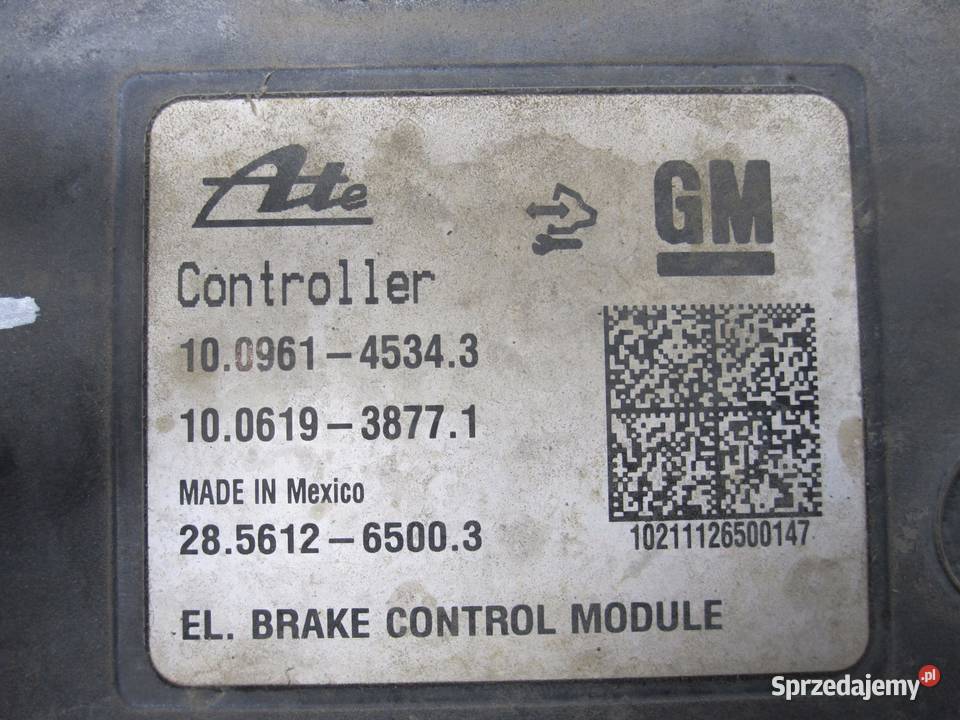 Ate
GM
Controller
10.0961-4534.3
10.0619-3877.1
MADE IN Mexico
28.5612-6500.3
10211126500147
EL. BRAKE CONTROL MODULE
Sprzedajemy.pl